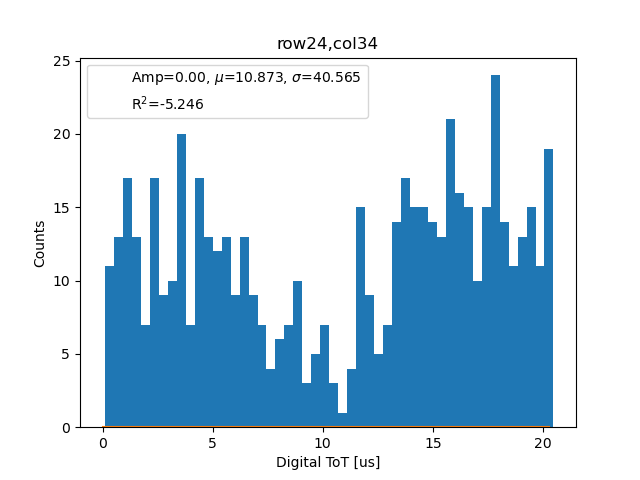 row24,col34
Amp=0.00, μ=10.873, σ=40.565
R²=-5.246
25
20
15
10
5
0
Counts
0 5 10 15 20
Digital ToT [us]